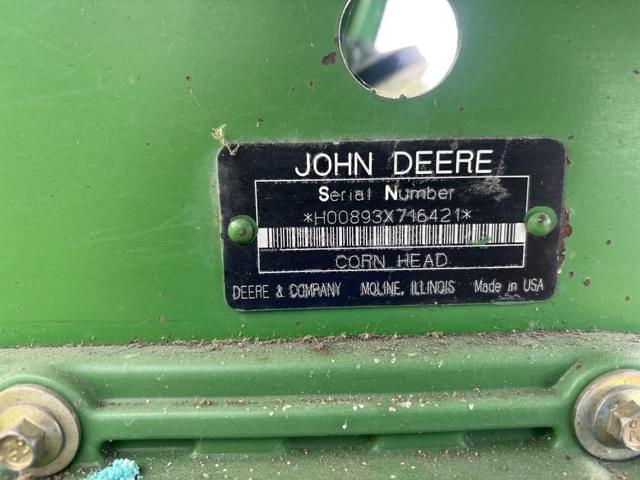 JOHN DEERE
Serial Number
*H00893X716421*
CORN HEAD
DEERE & COMPANY MOLINE, ILLINOIS Made in USA